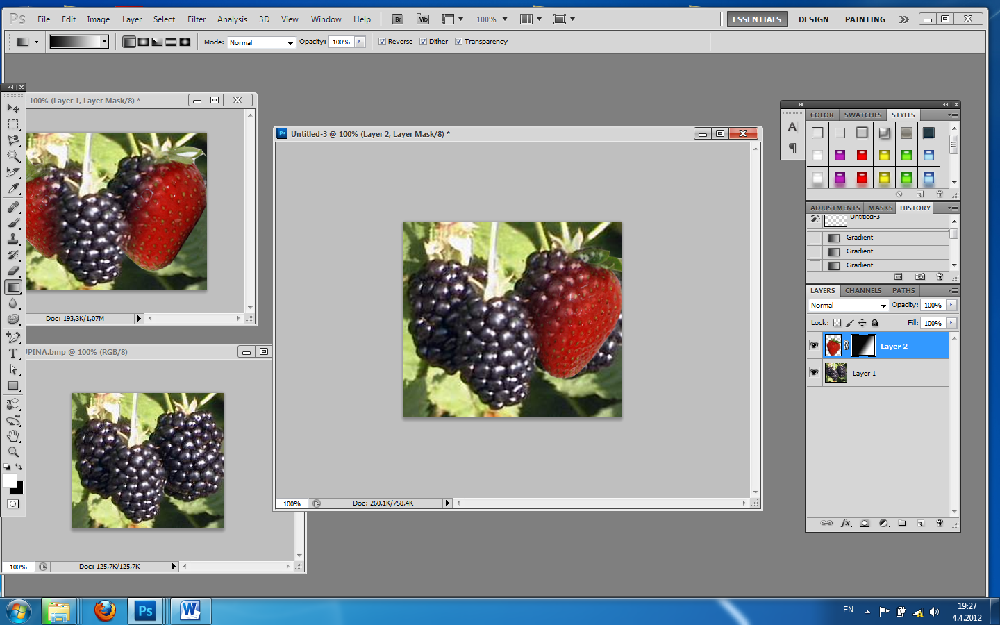 Ps File Edit Image Layer Select Filter Analysis 3D View Window Help Br Mb 100% ESSENTIALS DESIGN PAINTING
Mode: Normal Opacity: 100% Reverse Dither Transparency
100% (Layer 1, Layer Mask/8) *
Doc: 193,3K/1,07M
UPINA.bmp @ 100% (RGB/8)
100% Doc: 125,7K/125,7K
Ps Untitled-3 @ 100% (Layer 2, Layer Mask/8) *
100% Doc: 260,1K/758,4K
COLOR SWATCHES STYLES
ADJUSTMENTS MASKS HISTORY
Untitled-3
Gradient
Gradient
Gradient
LAYERS CHANNELS PATHS
Normal Opacity: 100%
Lock: Fill: 100%
Layer 2
Layer 1
Ps W EN 19:27
4.4.2012